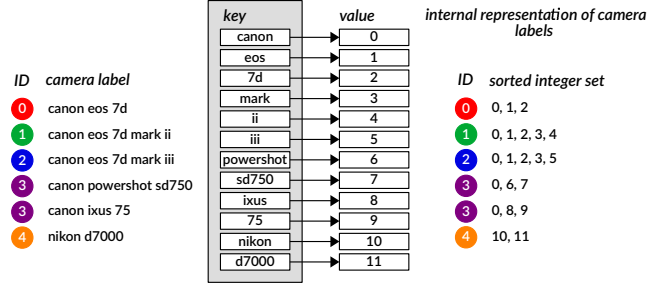 key
value
internal representation of camera
labels
canon
0
eos
1
7d
2
mark
3
ii
4
iii
5
powershot
6
sd750
7
ixus
8
75
9
nikon
10
d7000
11
ID camera label
0 canon eos 7d
1 canon eos 7d mark ii
2 canon eos 7d mark iii
3 canon powershot sd750
3 canon ixus 75
4 nikon d7000
ID sorted integer set
0 0, 1, 2
1 0, 1, 2, 3, 4
2 0, 1, 2, 3, 5
3 0, 6, 7
3 0, 8, 9
4 10, 11